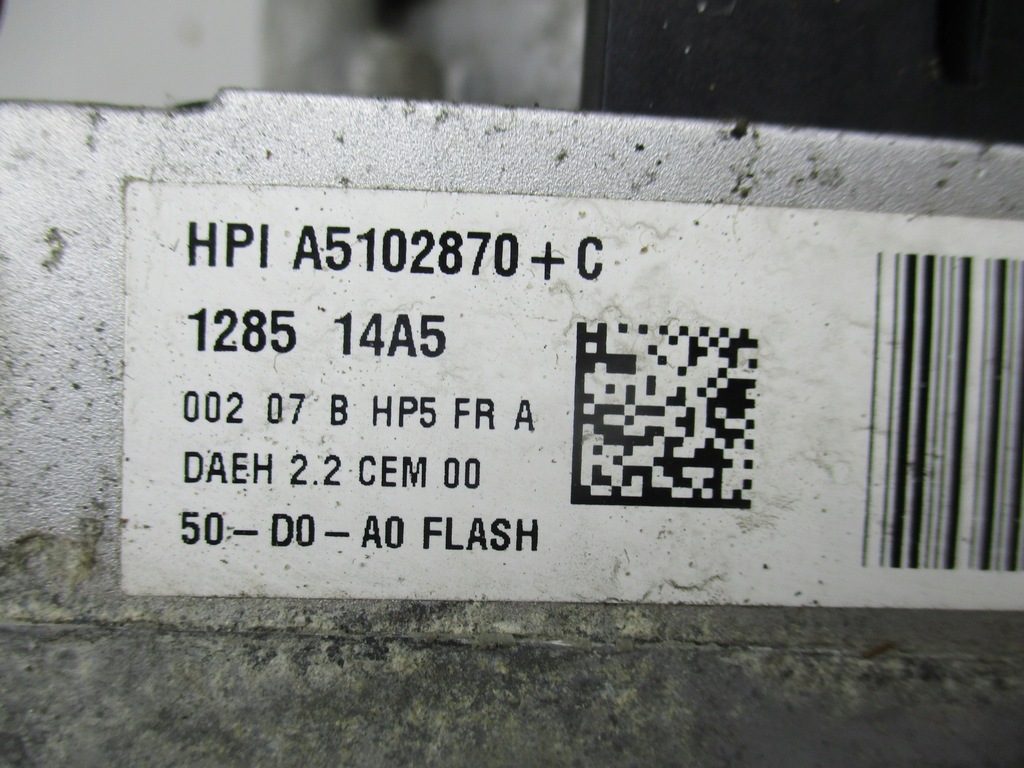 HPI A5102870+C
1285 14A5
002 07 B HP5 FR A
DAEH 2.2 CEM 00
50-D0-A0 FLASH